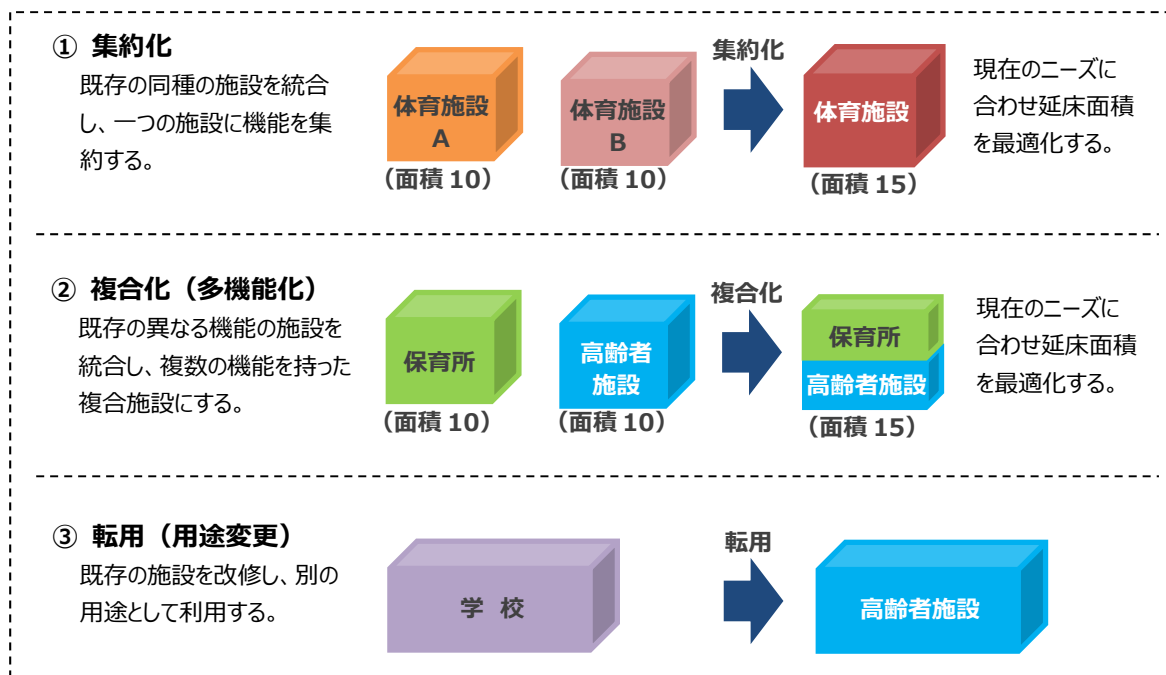 ① 集約化
既存の同種の施設を統合
し、一つの施設に機能を集
約する。
体育施設
A
(面積 10)
体育施設
B
(面積 10)
集約化
体育施設
(面積 15)
現在のニーズに
合わせ延床面積
を最適化する。
② 複合化（多機能化）
既存の異なる機能の施設を
統合し、複数の機能を持った
複合施設にする。
保育所
(面積 10)
高齢者
施設
(面積 10)
複合化
保育所
高齢者施設
(面積 15)
現在のニーズに
合わせ延床面積
を最適化する。
③ 転用（用途変更）
既存の施設を改修し、別の
用途として利用する。
学 校
転用
高齢者施設